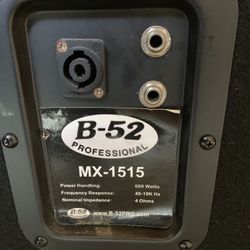 B-52
PROFESSIONAL
MX-1515
Power Handling: 600 Watts
Frequency Response: 40-19K Hz
Nominal Impedance: 4 Ohms
B-52 www.B-52PRO.com